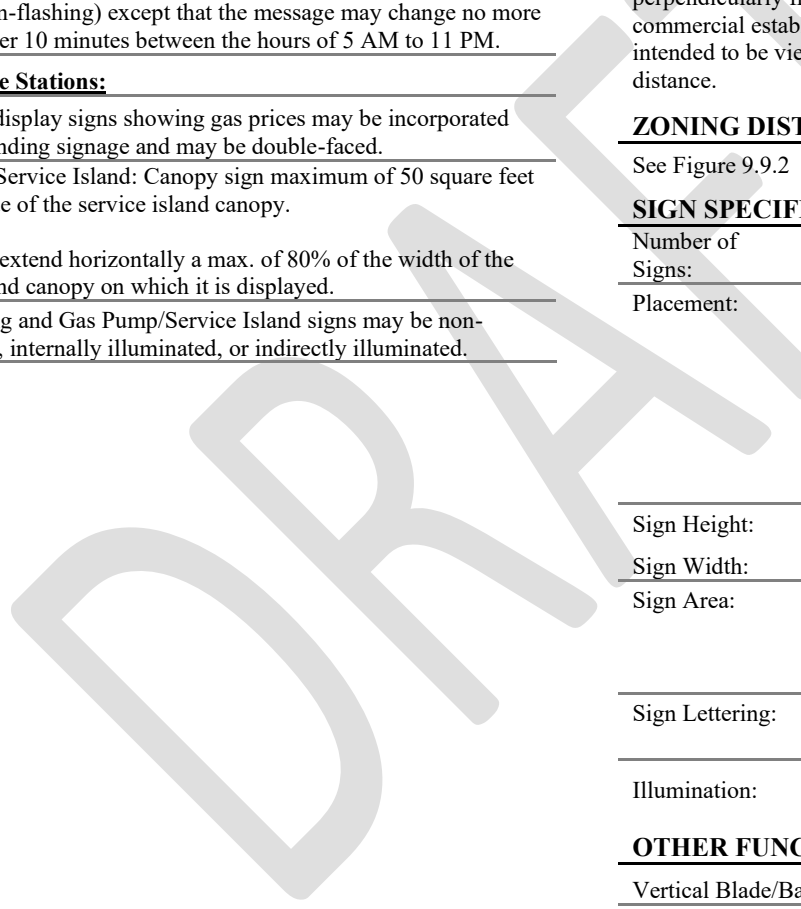 n-flashing) except that the message may change no more
er 10 minutes between the hours of 5 AM to 11 PM.
e Stations:
display signs showing gas prices may be incorporated
nding signage and may be double-faced.
Service Island: Canopy sign maximum of 50 square feet
e of the service island canopy.
extend horizontally a max. of 80% of the width of the
nd canopy on which it is displayed.
g and Gas Pump/Service Island signs may be non-
, internally illuminated, or indirectly illuminated.
commercial estab
intended to be vie
distance.
ZONING DIST
See Figure 9.9.2
SIGN SPECIF
Number of
Signs:
Placement:
Sign Height:
Sign Width:
Sign Area:
Sign Lettering:
Illumination:
OTHER FUNC
Vertical Blade/Ba
DRAF